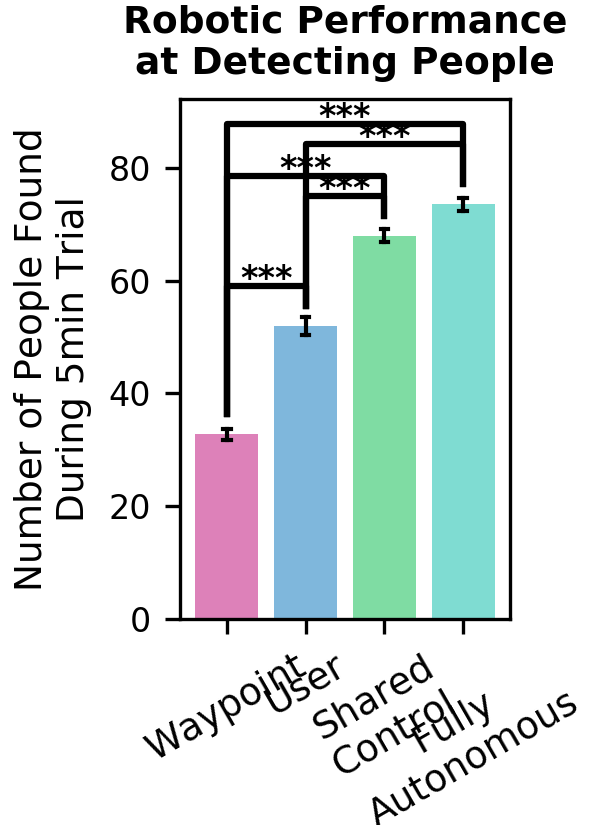 Robotic Performance
at Detecting People
Number of People Found
During 5min Trial
80
60
40
20
0
***
***
***
***
***
Waypoint
User
Shared
Control
Fully
Autonomous